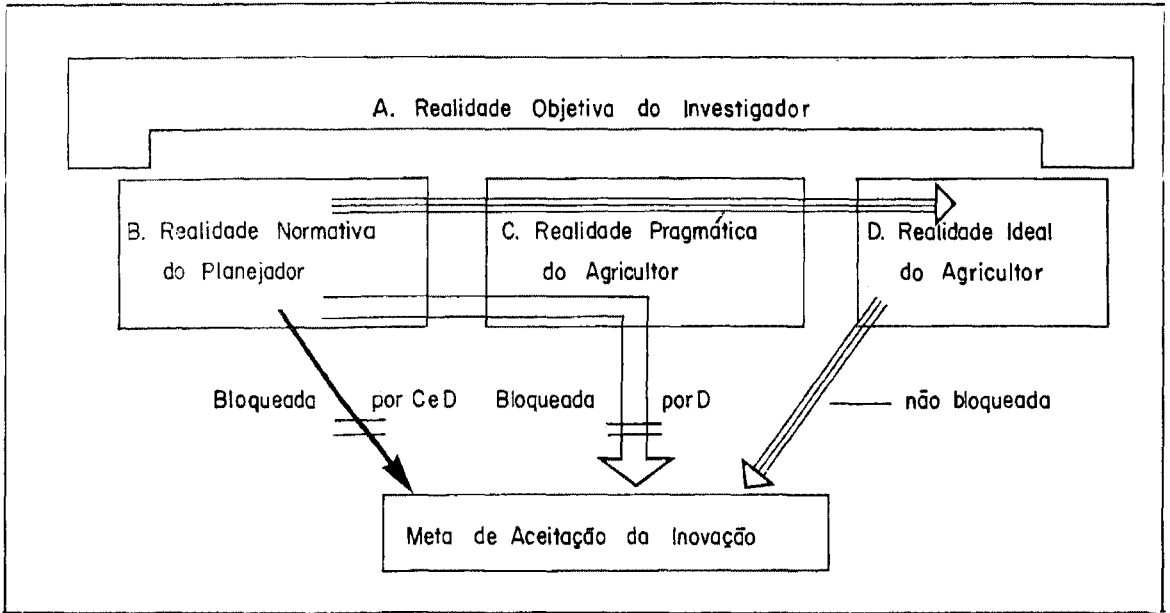 A. Realidade Objetiva do Investigador
B. Realidade Normativa
do Planejador
C. Realidade Pragmática
do Agricultor
D. Realidade Ideal
do Agricultor
Bloqueada por C e D
Bloqueada por D
não bloqueada
Meta de Aceitação da Inovação